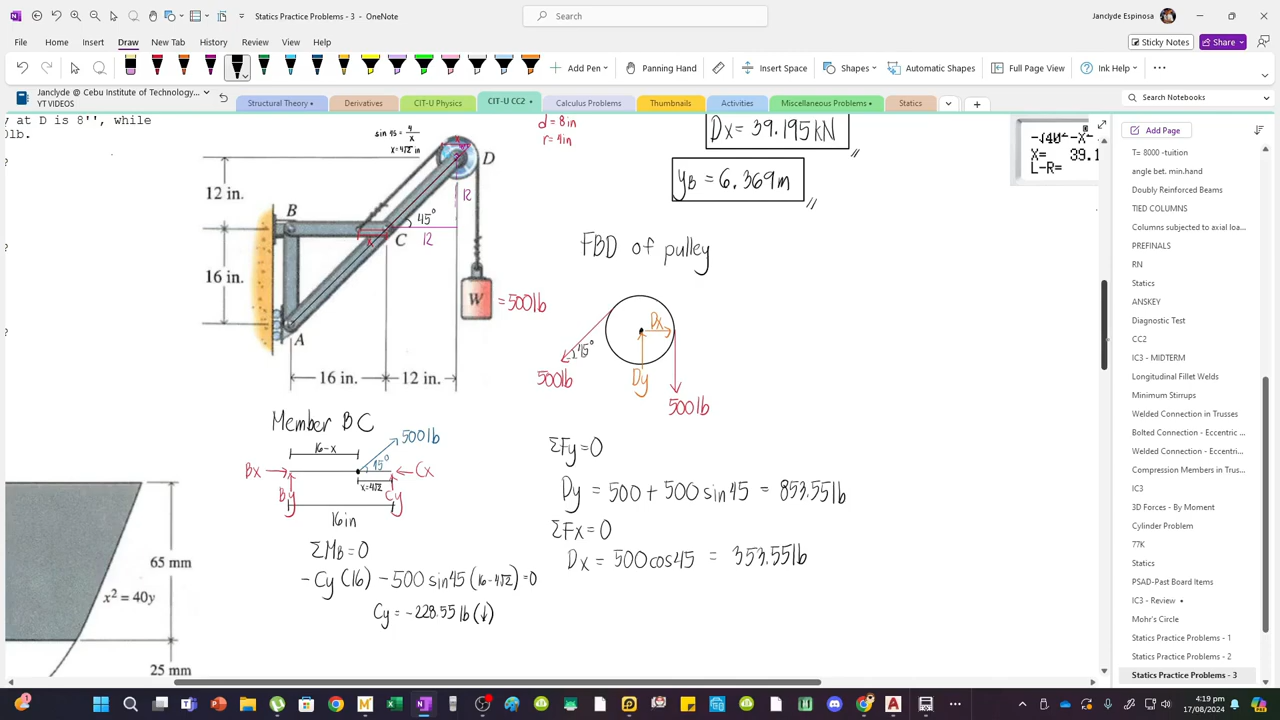 Statics Practice Problems - 3 - OneNote
Search
Janclyde Espinosa
File Home Insert Draw New Tab History Review View Help
Sticky Notes
Share
Add Pen
Panning Hand
Insert Space
Shapes
Automatic Shapes
Full Page View
Ink Help
Janclyde @ Cebu Institute of Technology...
YT VIDEOS
Structural Theory
Derivatives
CIT-U Physics
CIT-U CC2
Calculus Problems
Thumbnails
Activities
Miscellaneous Problems
Statics
Search Notebooks
y at D is 8'', while
0lb.
sin 45 = 4/x
x = 4√2 in
d = 8 in
r = 4 in
x
D
12 in.
12
B
45°
x
C
12
16 in.
W
= 500 lb
A
16 in.
12 in.
Dx = 39.195 kN
yB = 6.369 m
X= 39.1
L-R=
FBD of pulley
Dx
45°
500 lb
Dy
500 lb
Member BC
500 lb
16-x
45°
Bx
Cx
By
x=4√2
Cy
16 in
ΣMB = 0
-Cy(16) - 500 sin45(16-4√2) = 0
Cy = -228.55 lb (↓)
ΣFy = 0
Dy = 500 + 500 sin45 = 853.55 lb
ΣFx = 0
Dx = 500 cos45 = 353.55 lb
65 mm
x² = 40y
25 mm
Add Page
T= 8000 -tuition
angle bet. min.hand
Doubly Reinforced Beams
TIED COLUMNS
Columns subjected to axial loa...
PREFINALS
RN
Statics
ANSKEY
Diagnostic Test
CC2
IC3 - MIDTERM
Longitudinal Fillet Welds
Minimum Stirrups
Welded Connection in Trusses
Bolted Connection - Eccentric ...
Welded Connection - Eccentri...
Compression Members in Trus...
IC3
3D Forces - By Moment
Cylinder Problem
77K
Statics
PSAD-Past Board Items
IC3 - Review
Mohr's Circle
Statics Practice Problems - 1
Statics Practice Problems - 2
Statics Practice Problems - 3
4:19 pm
17/08/2024